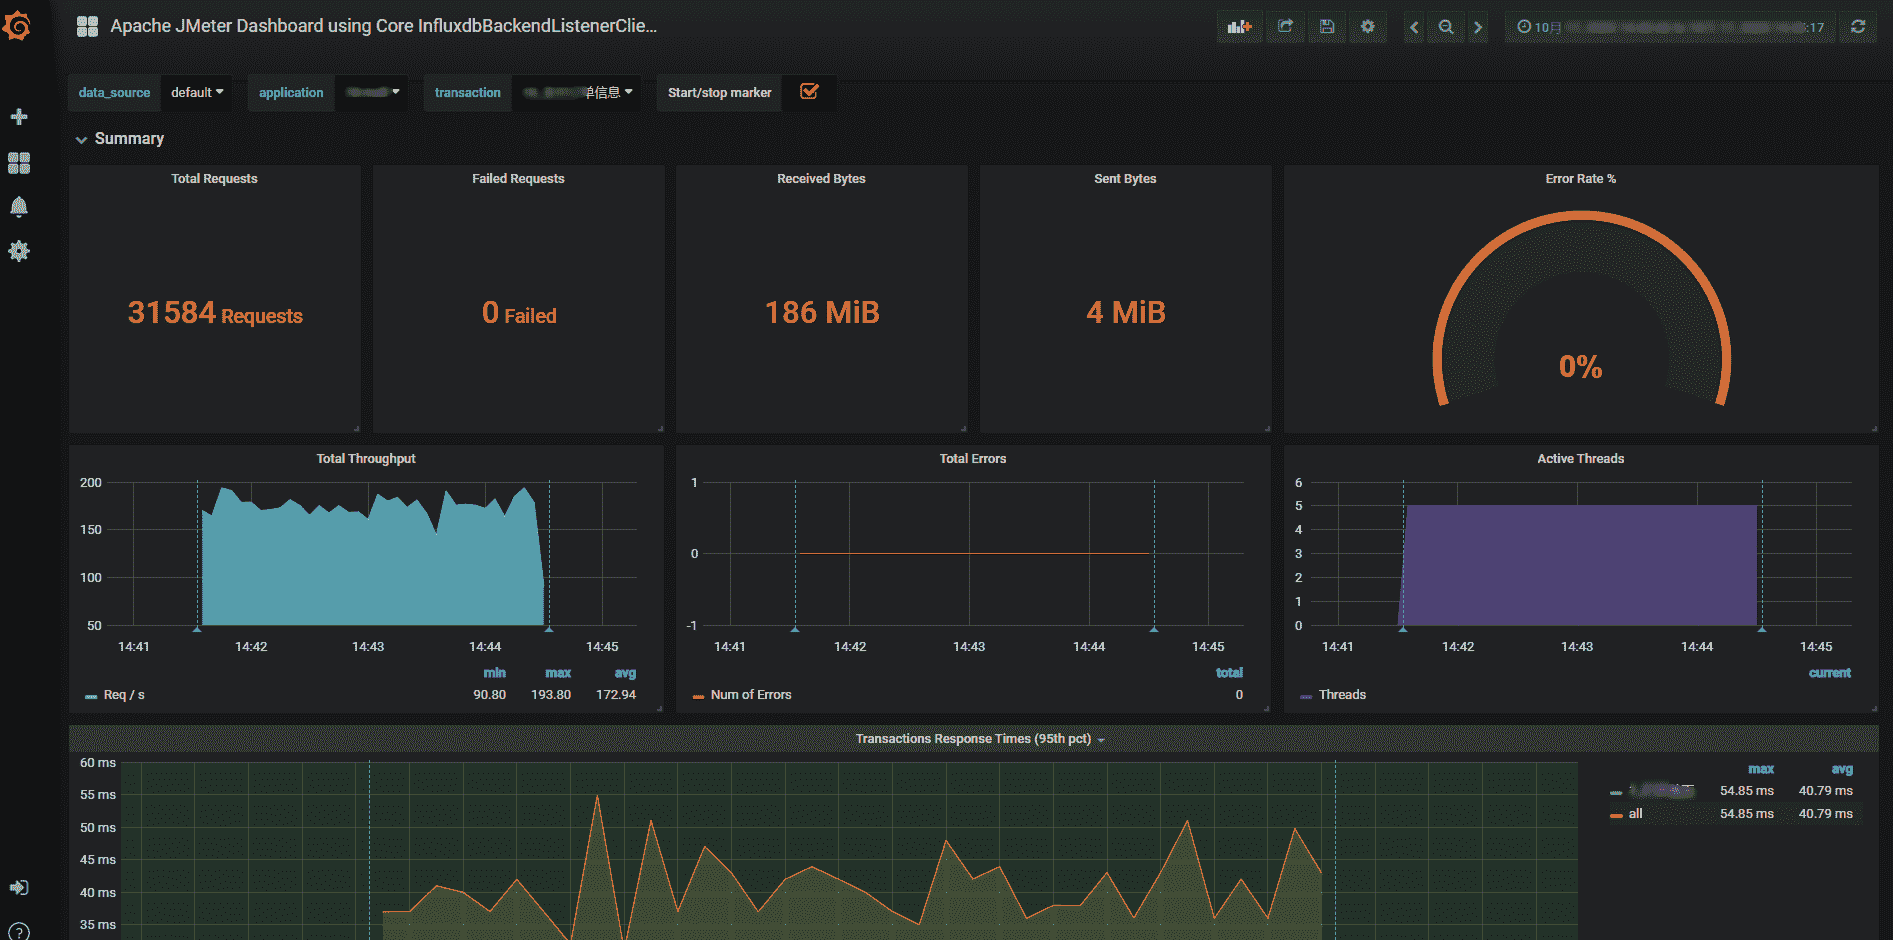 Apache JMeter Dashboard using Core InfluxdbBackendListenerClie...
10月 :17
data_source default application transaction 单信息 Start/stop marker
Summary
Total Requests Failed Requests Received Bytes Sent Bytes Error Rate %
31584 Requests 0 Failed 186 MiB 4 MiB 0%
Total Throughput
200
150
100
50
14:41 14:42 14:43 14:44 14:45
min max avg
Req / s 90.80 193.80 172.94
Total Errors
1
0
-1
14:41 14:42 14:43 14:44 14:45
total
Num of Errors 0
Active Threads
6
5
4
3
2
1
0
14:41 14:42 14:43 14:44 14:45
current
Threads
Transactions Response Times (95th pct)
60 ms
55 ms
50 ms
45 ms
40 ms
35 ms
max avg
54.85 ms 40.79 ms
all 54.85 ms 40.79 ms
?